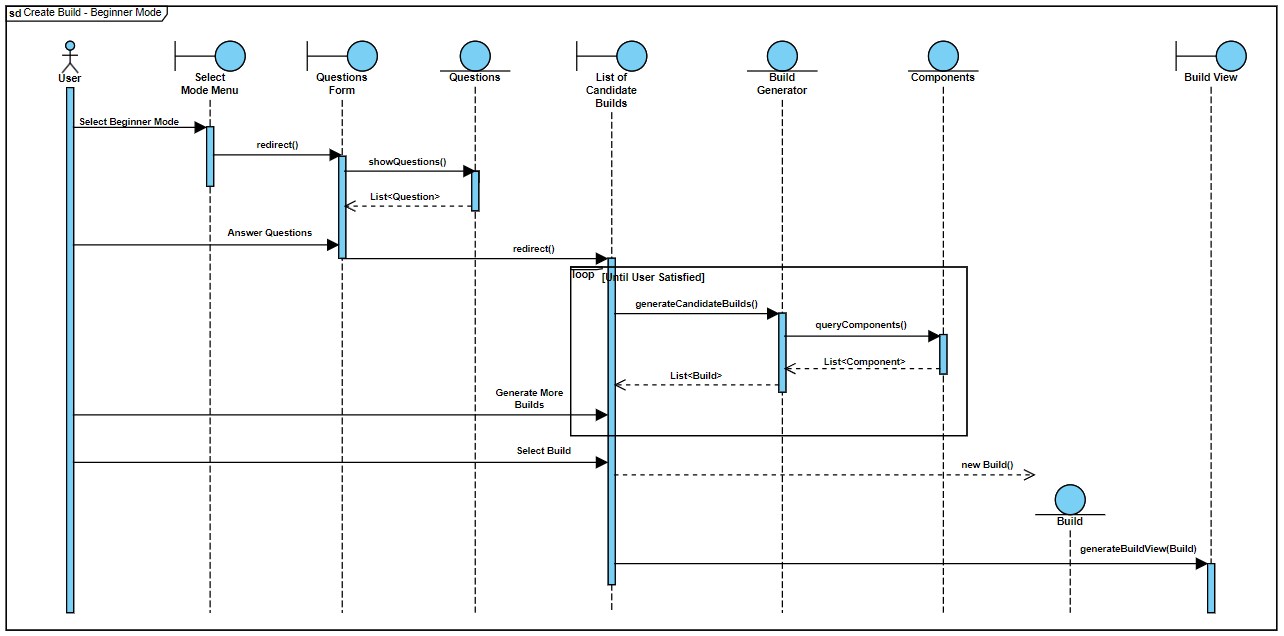 sd Create Build - Beginner Mode
User
Select
Mode Menu
Questions
Form
Questions
List of
Candidate
Builds
Build
Generator
Components
Build View
Select Beginner Mode
redirect()
showQuestions()
List<Question>
Answer Questions
redirect()
loop [Until User Satisfied]
generateCandidateBuilds()
queryComponents()
List<Component>
List<Build>
Generate More
Builds
Select Build
new Build()
Build
generateBuildView(Build)